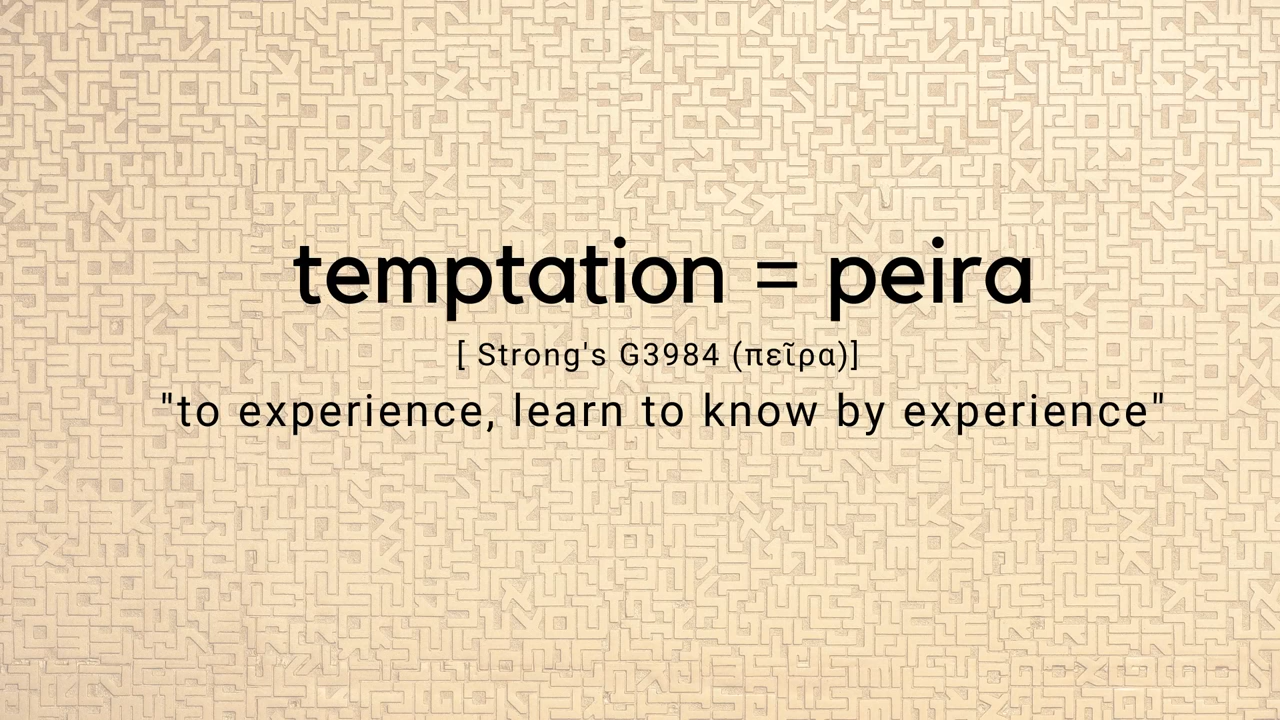 temptation = peira
[ Strong's G3984 (πεῖρα)]
"to experience, learn to know by experience"